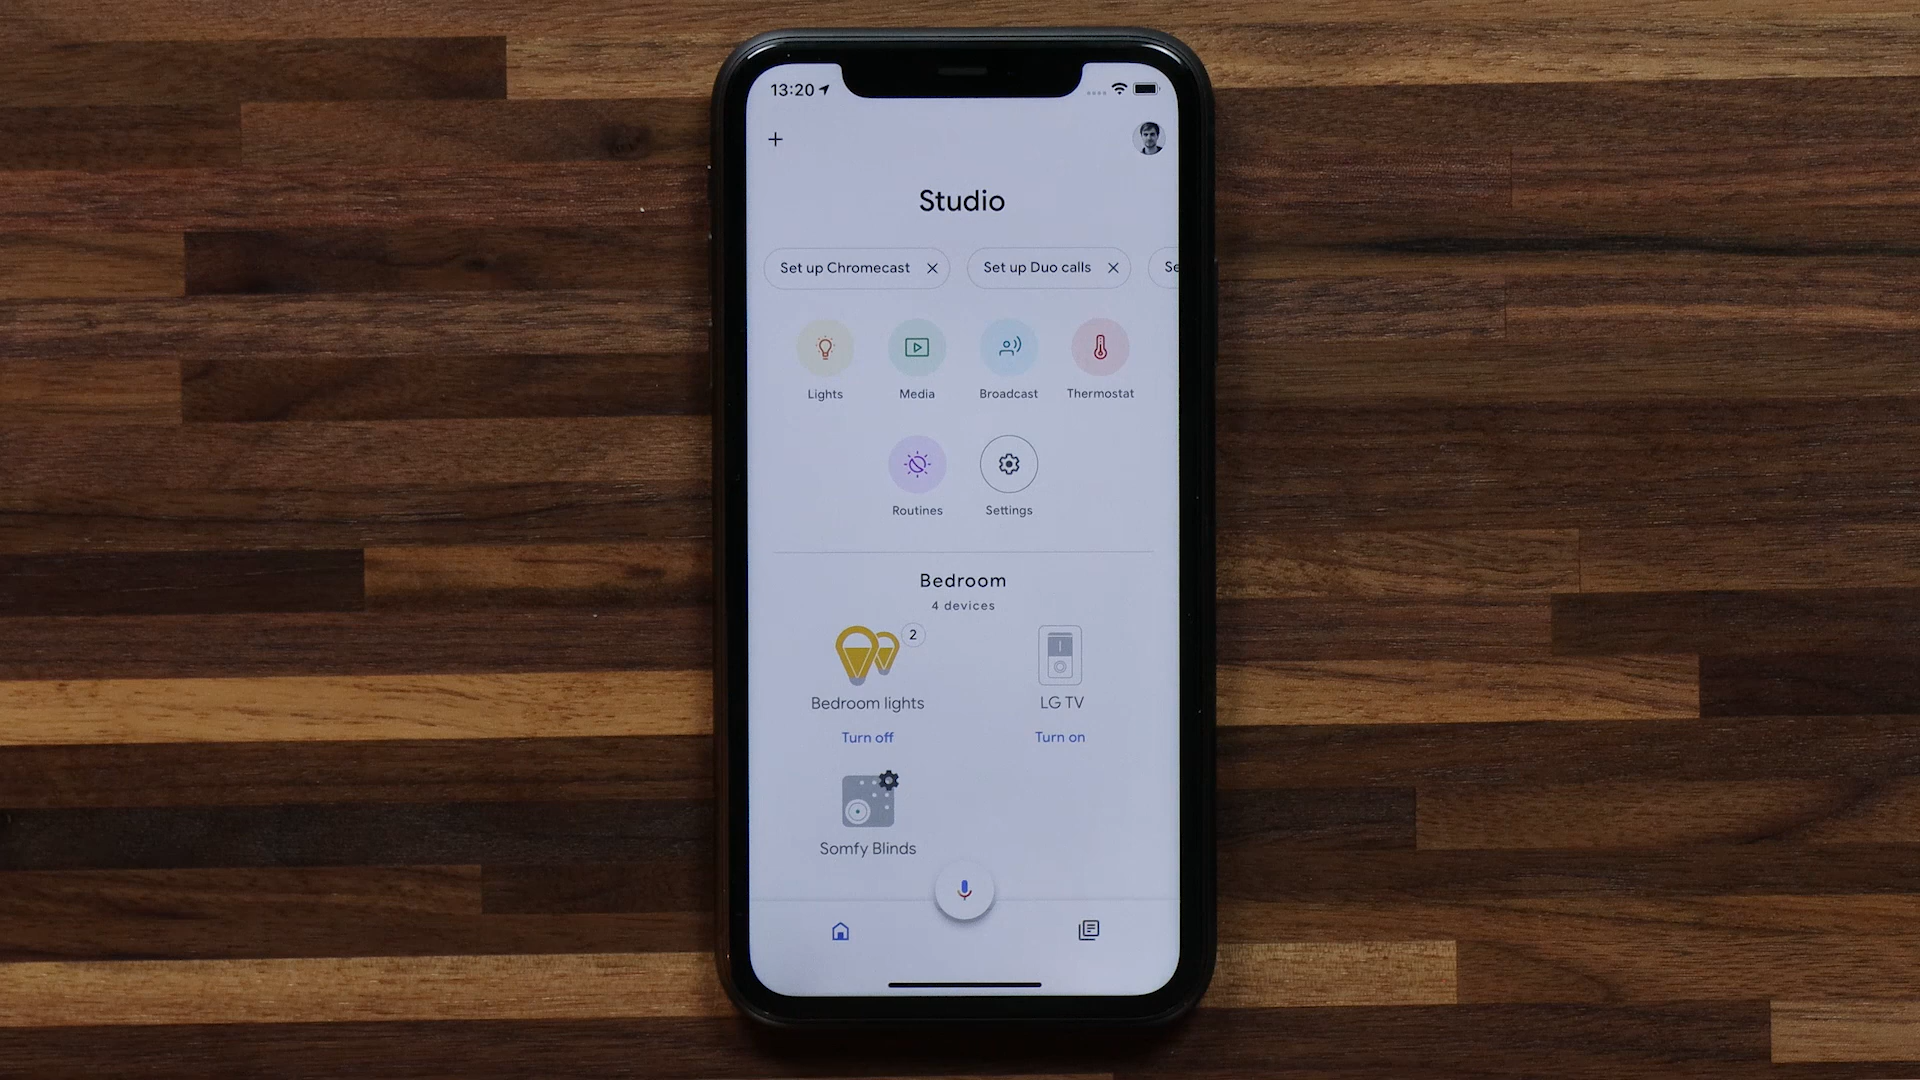 13:20
Studio
Set up Chromecast
Set up Duo calls
Se
Lights
Media
Broadcast
Thermostat
Routines
Settings
Bedroom
4 devices
2
Bedroom lights
LG TV
Turn off
Turn on
Somfy Blinds